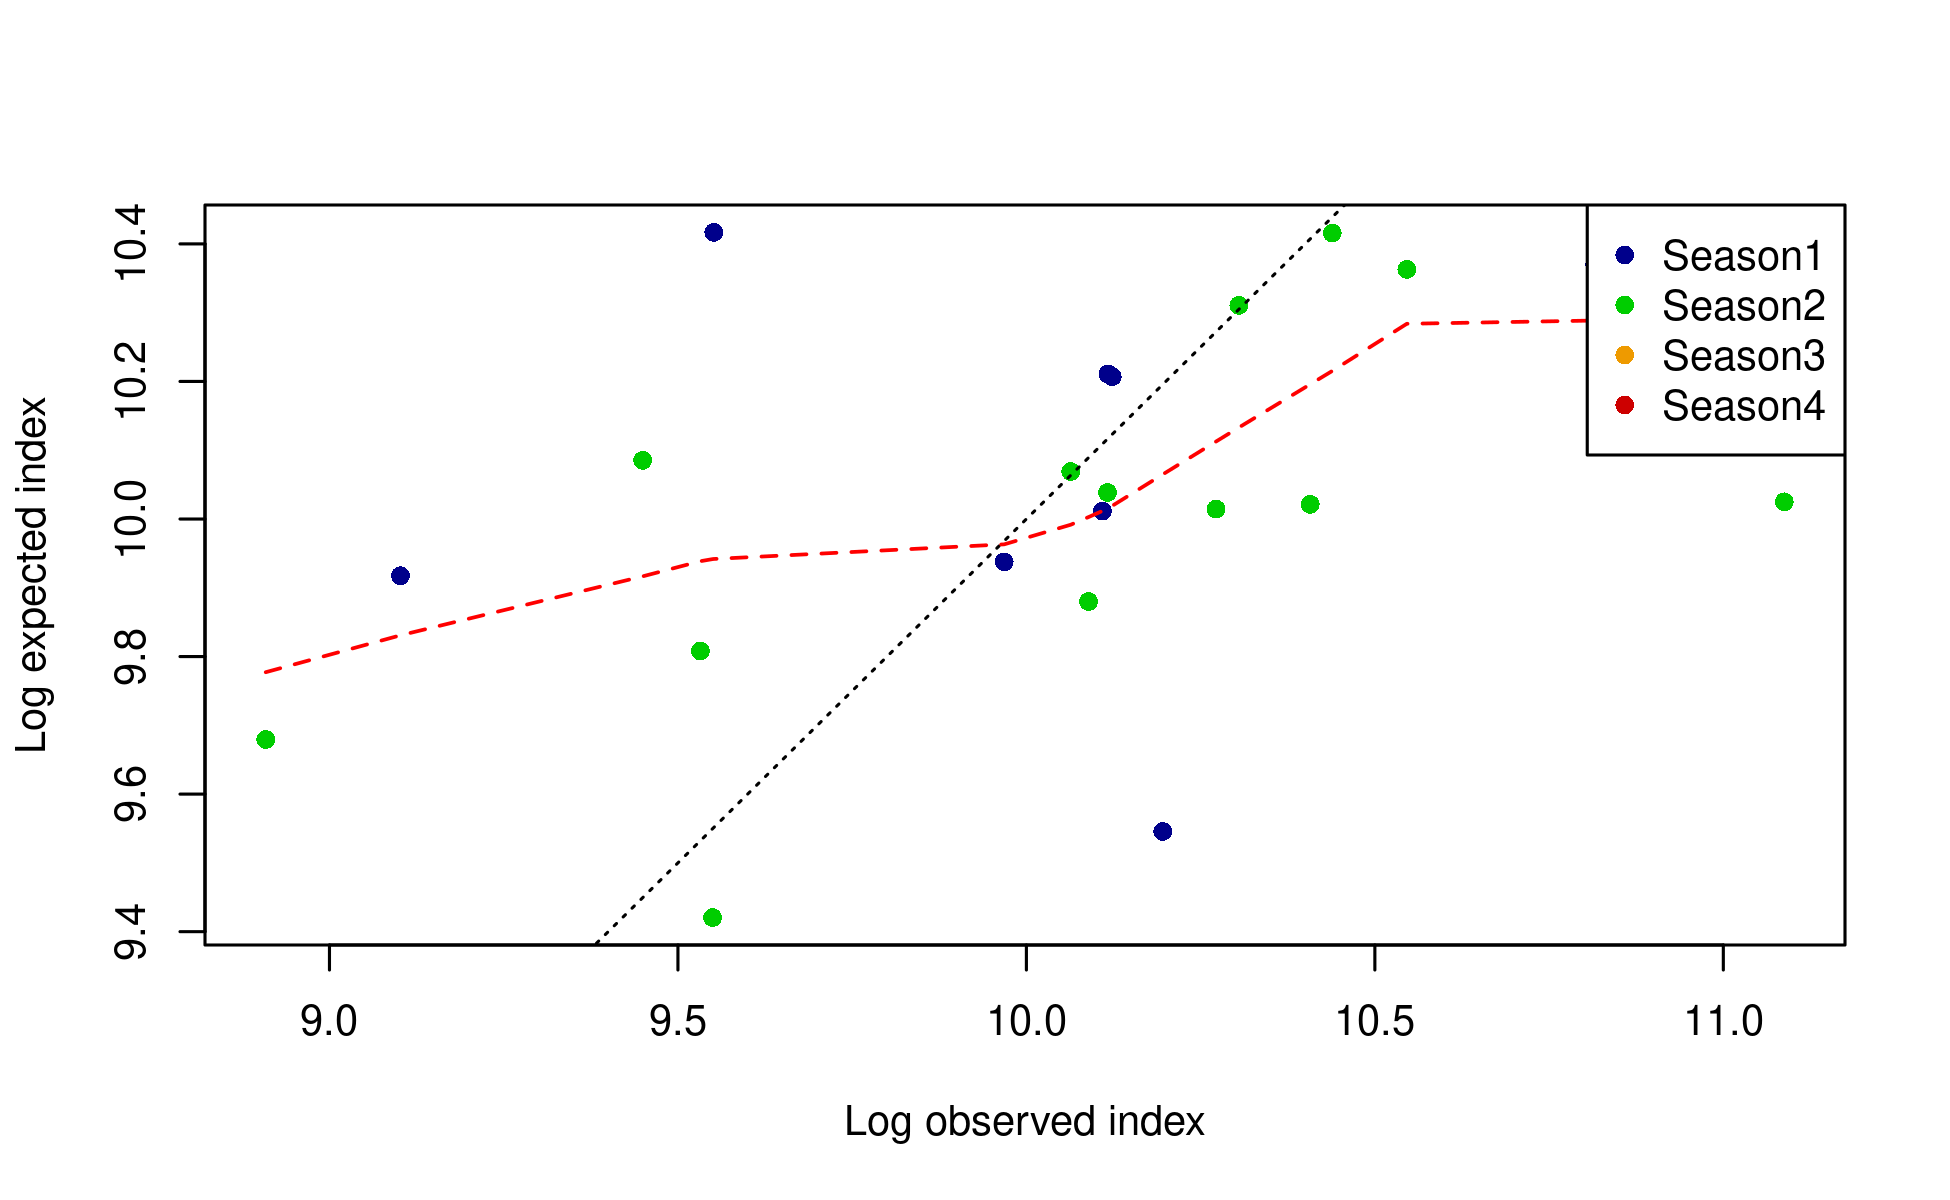 Log expected index
10.4
10.2
10.0
9.8
9.6
9.4
Season1
Season2
Season3
Season4
9.0 9.5 10.0 10.5 11.0
Log observed index